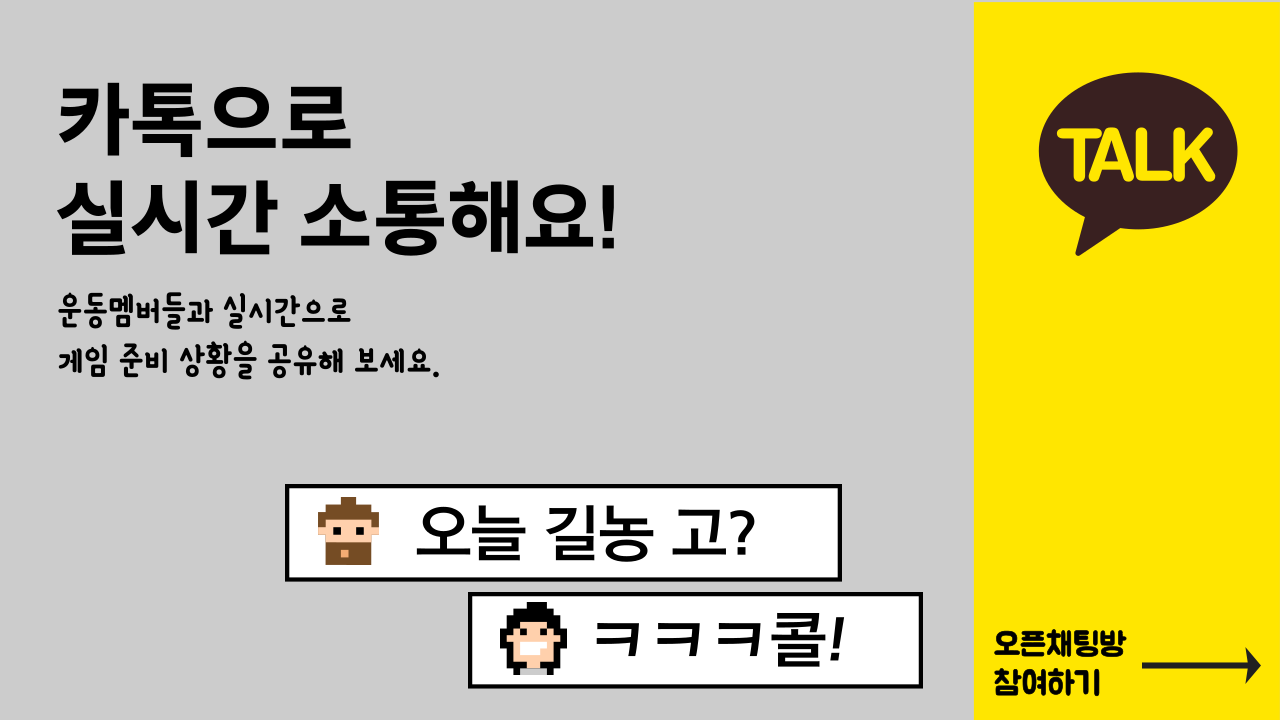 카톡으로
실시간 소통해요!
운동멤버들과 실시간으로
게임 준비 상황을 공유해 보세요.
오늘 길농 고?
ㅋㅋㅋ콜!
TALK
오픈채팅방
참여하기